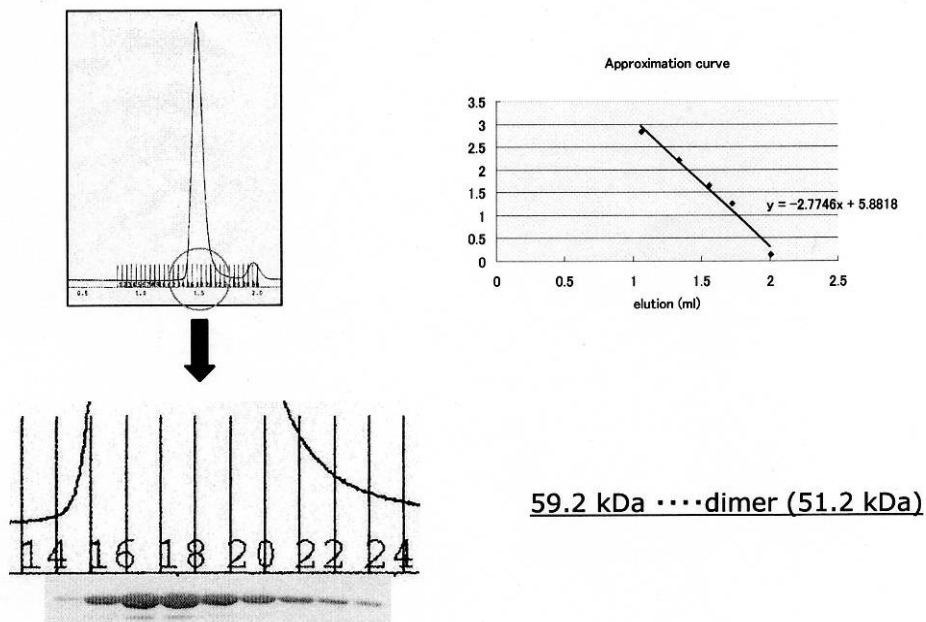 0.5 1.0 1.5 2.0
Approximation curve
3.5
3
2.5
2
1.5
1
0.5
0
y = -2.7746x + 5.8818
0 0.5 1 1.5 2 2.5
elution (ml)
14 16 18 20 22 24
59.2 kDa ････dimer (51.2 kDa)